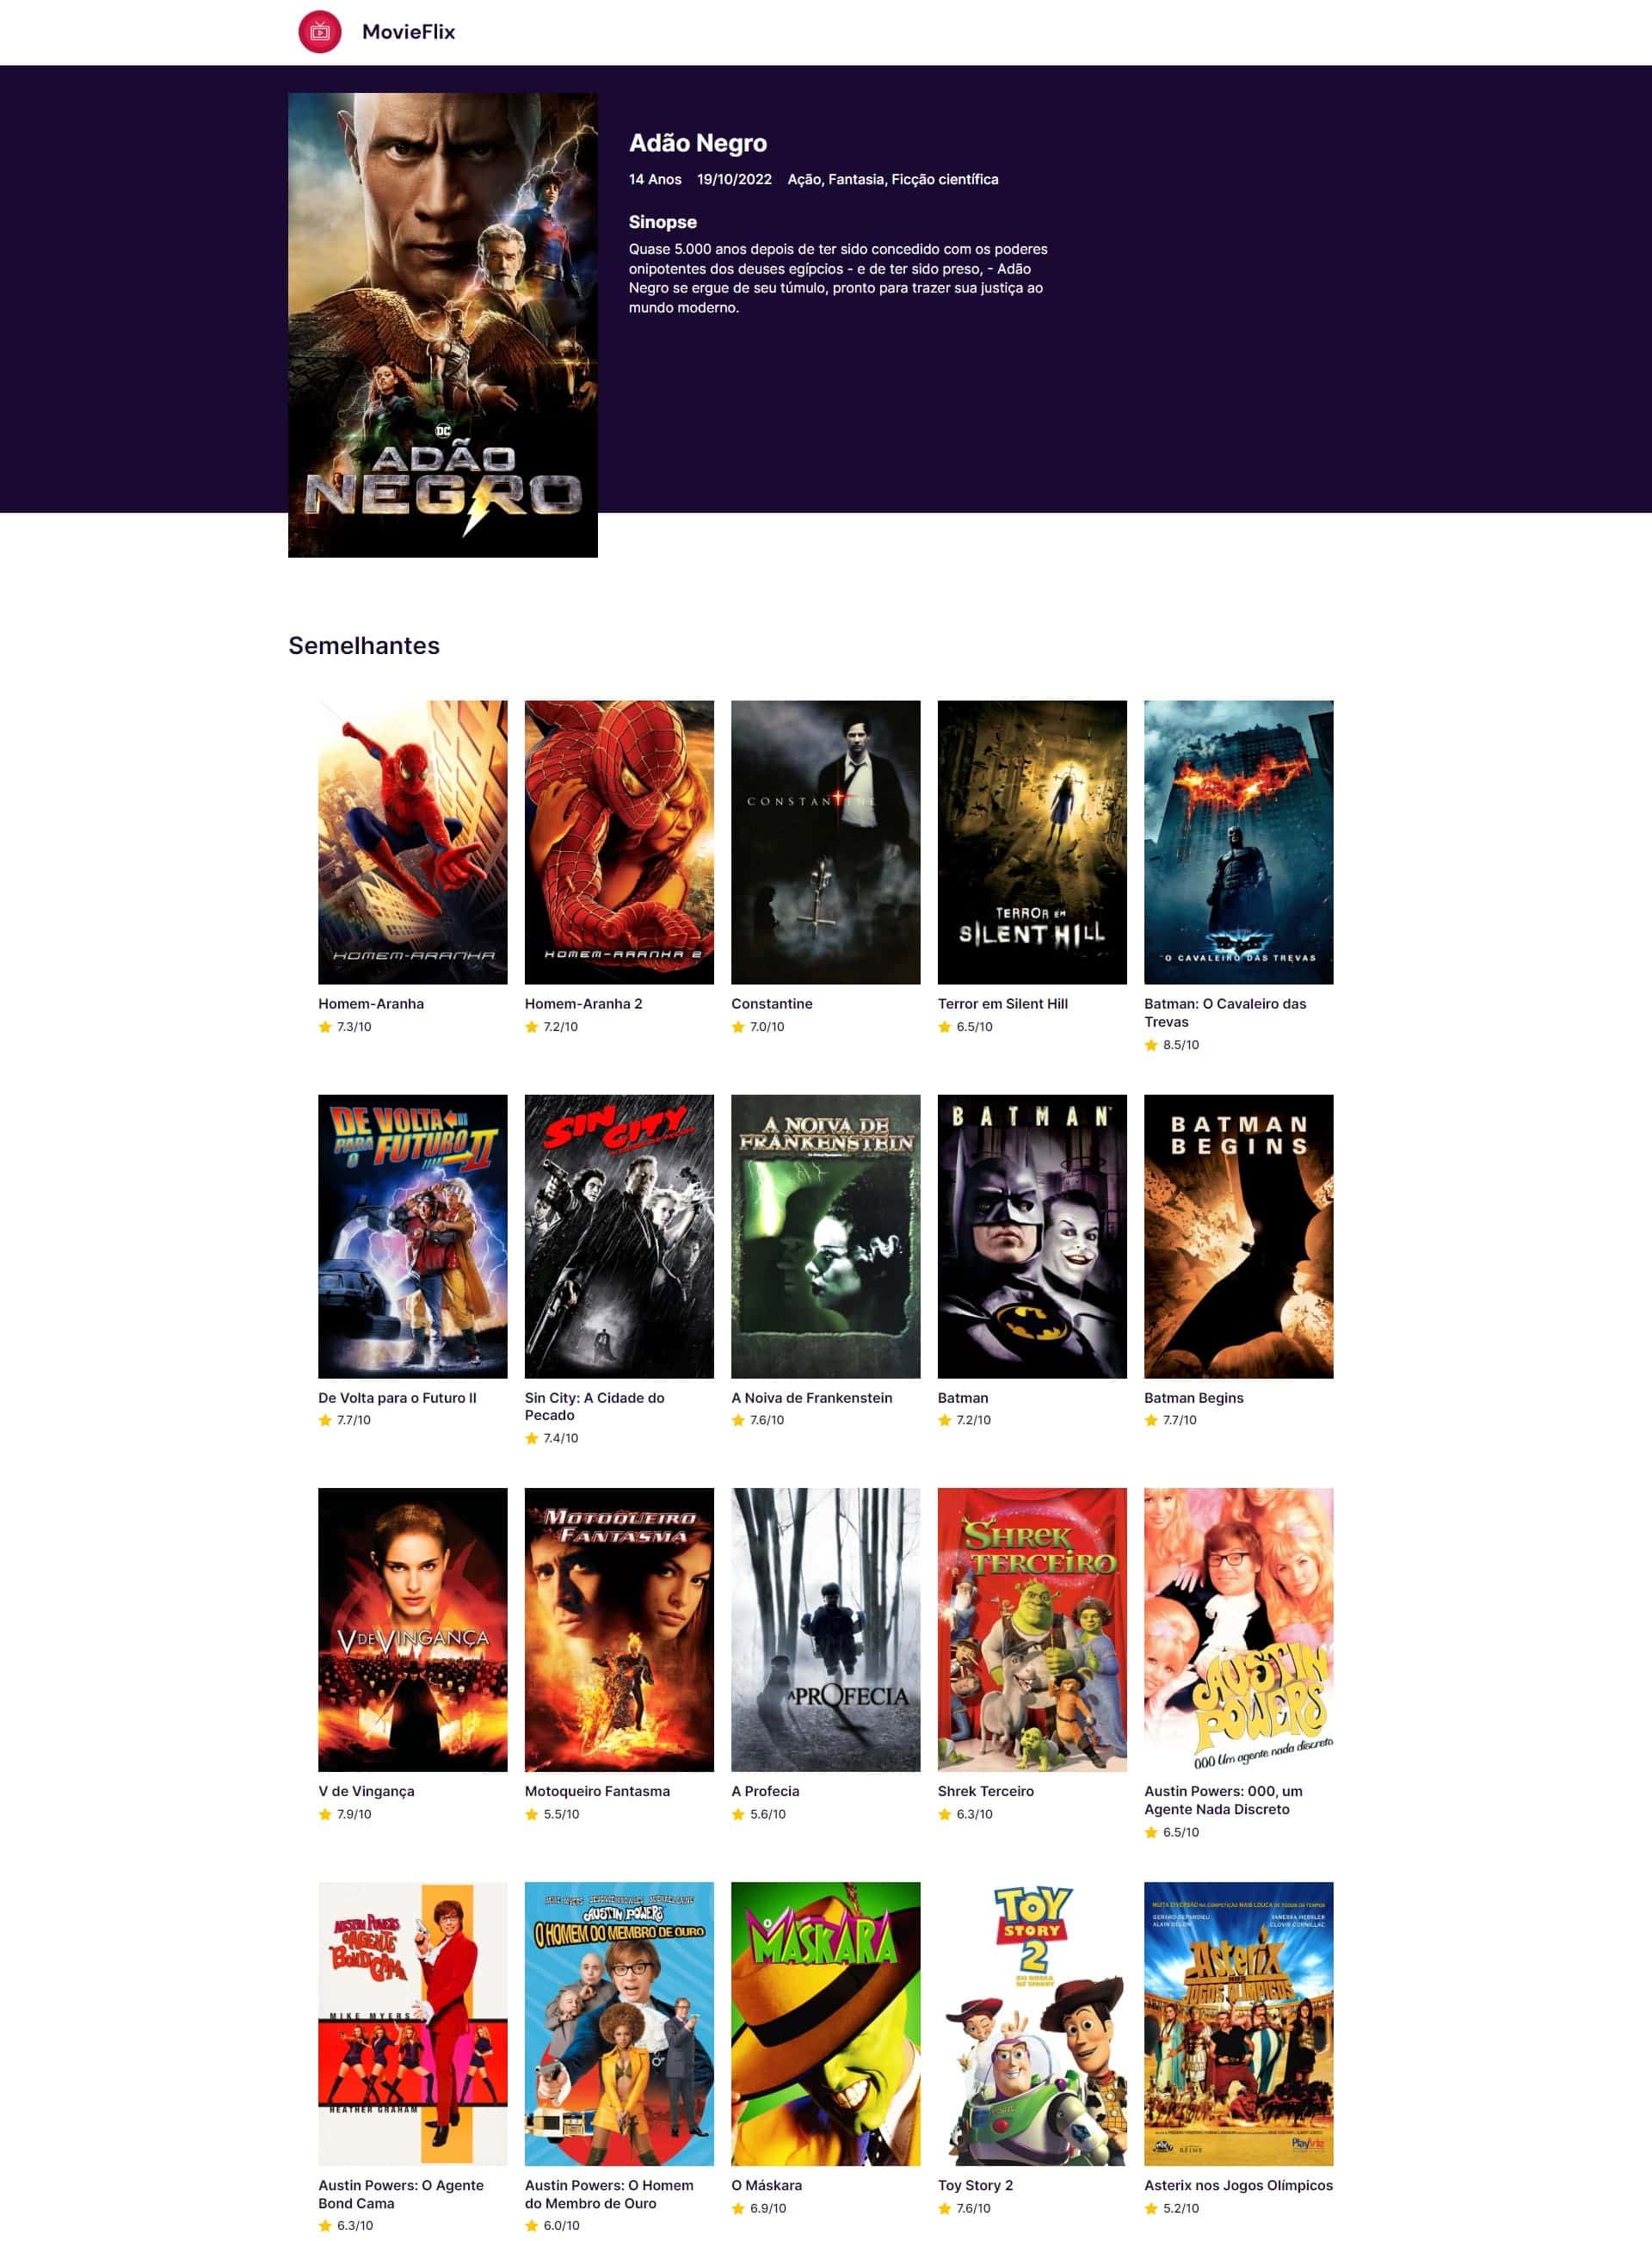 MovieFlix
Adão Negro
14 Anos 19/10/2022 Ação, Fantasia, Ficção científica
Sinopse
Quase 5.000 anos depois de ter sido concedido com os poderes
onipotentes dos deuses egípcios - e de ter sido preso, - Adão
Negro se ergue de seu túmulo, pronto para trazer sua justiça ao
mundo moderno.
DC
ADÃO
NEGRO
Semelhantes
HOMEM-ARANHA
HOMEM-ARANHA 2
CONSTANTINE
TERROR EM
SILENT HILL
O CAVALEIRO DAS TREVAS
Homem-Aranha
7.3/10
Homem-Aranha 2
7.2/10
Constantine
7.0/10
Terror em Silent Hill
6.5/10
Batman: O Cavaleiro das
Trevas
8.5/10
DE VOLTA
PARA O FUTURO II
SIN CITY
A NOIVA DE
FRANKENSTEIN
BATMAN
BATMAN
BEGINS
De Volta para o Futuro II
7.7/10
Sin City: A Cidade do
Pecado
7.4/10
A Noiva de Frankenstein
7.6/10
Batman
7.2/10
Batman Begins
7.7/10
V DE VINGANÇA
MOTOQUEIRO
FANTASMA
A PROFECIA
SHREK
TERCEIRO
AUSTIN
POWERS
000 Um agente nada discreto
V de Vingança
7.9/10
Motoqueiro Fantasma
5.5/10
A Profecia
5.6/10
Shrek Terceiro
6.3/10
Austin Powers: 000, um
Agente Nada Discreto
6.5/10
AUSTIN POWERS
O AGENTE
BOND CAMA
MIKE MYERS
HEATHER GRAHAM
AUSTIN POWERS
O HOMEM DO MEMBRO DE OURO
O MÁSKARA
TOY
STORY
2
GERARD DEPARDIEU
ALAIN DELON
VANESSA HESSLER
CLOVIS CORNILLAC
Asterix
NOS
JOGOS OLÍMPICOS
PlayArte
Austin Powers: O Agente
Bond Cama
6.3/10
Austin Powers: O Homem
do Membro de Ouro
6.0/10
O Máskara
6.9/10
Toy Story 2
7.6/10
Asterix nos Jogos Olímpicos
5.2/10